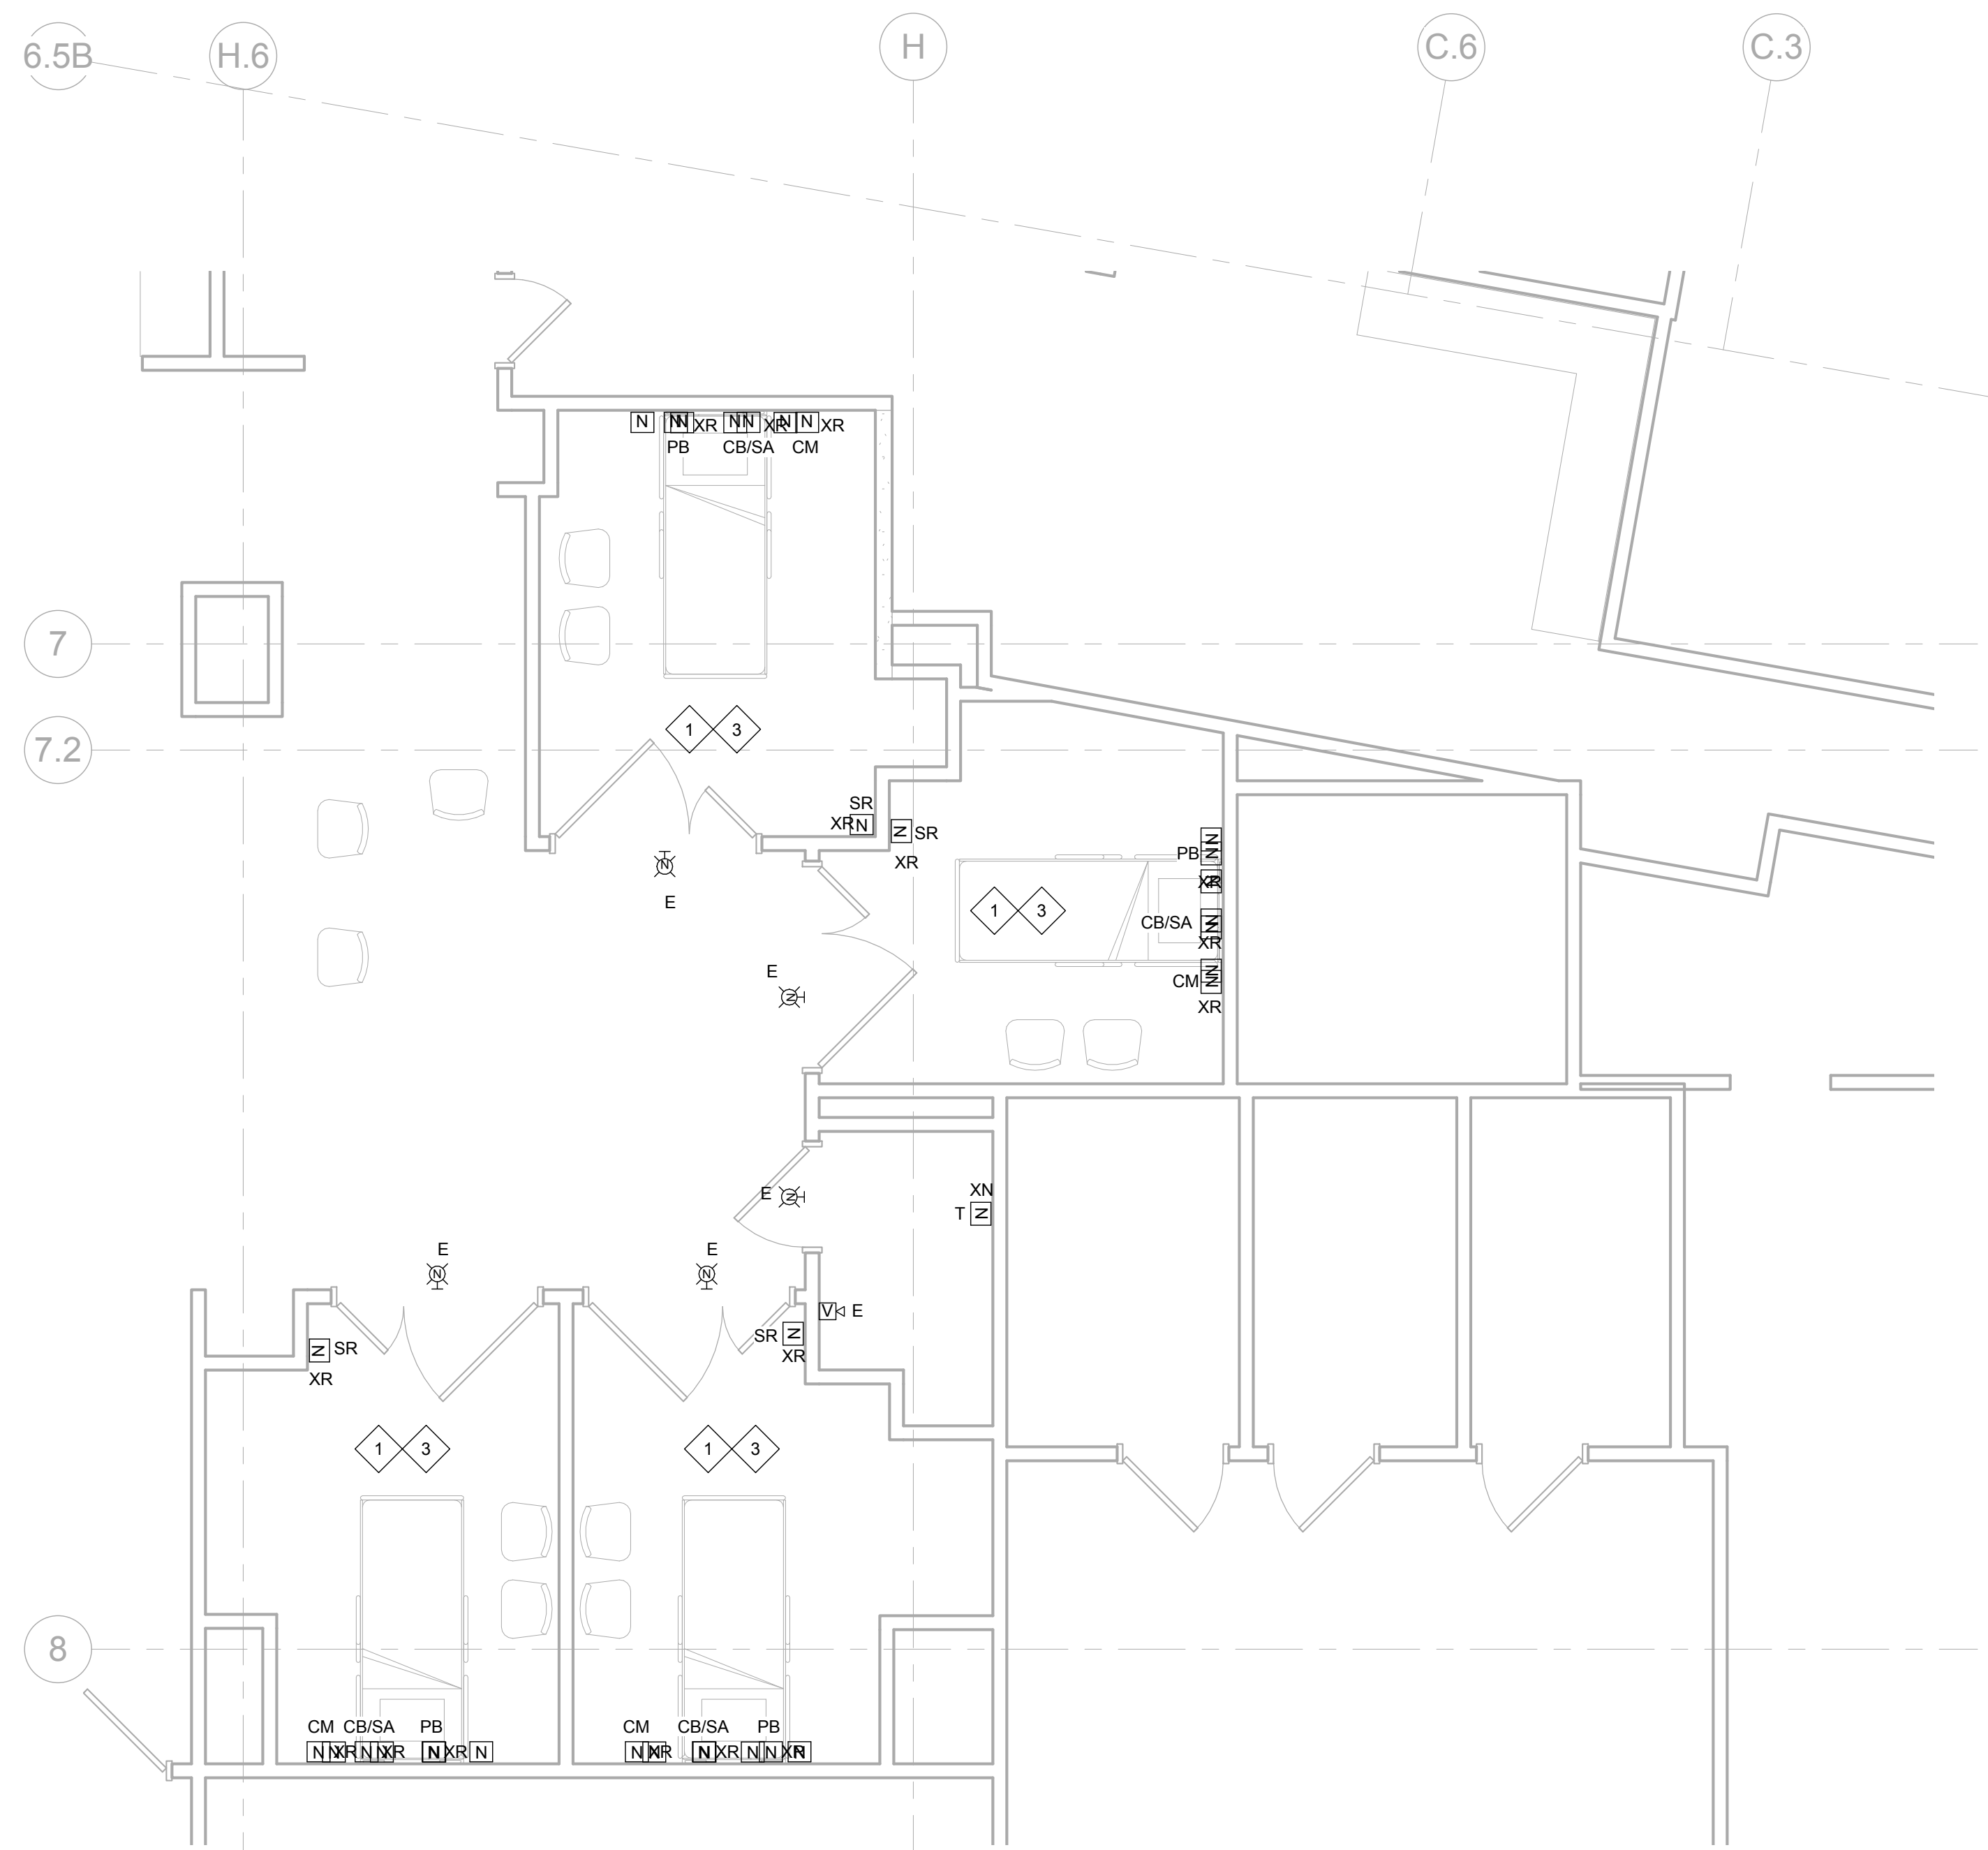 6.5B
H.6
H
C.6
C.3
N N N XR N N XR N N XR
PB CB/SA CM
7
1 3
7.2
SR
XR N
N SR
XR
N
E
N
PB N
N
XR
1 3
CB/SA N
N
XR
E
N
N
CM N
XR
XN
T N
E N
E
N
E
N
V E
SR N
XR
N SR
XR
1 3
1 3
8
CM CB/SA PB
N N XR N N XR N XR N
CM CB/SA PB
N N XR N XR N N XR N